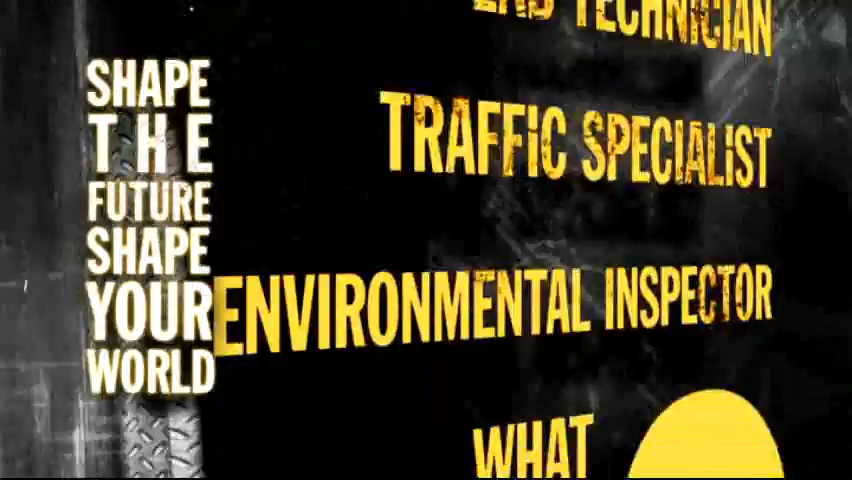 SHAPE
THE
FUTURE
SHAPE
YOUR
WORLD
TECHNICIAN
TRAFFIC SPECIALIST
ENVIRONMENTAL INSPECTOR
WHAT